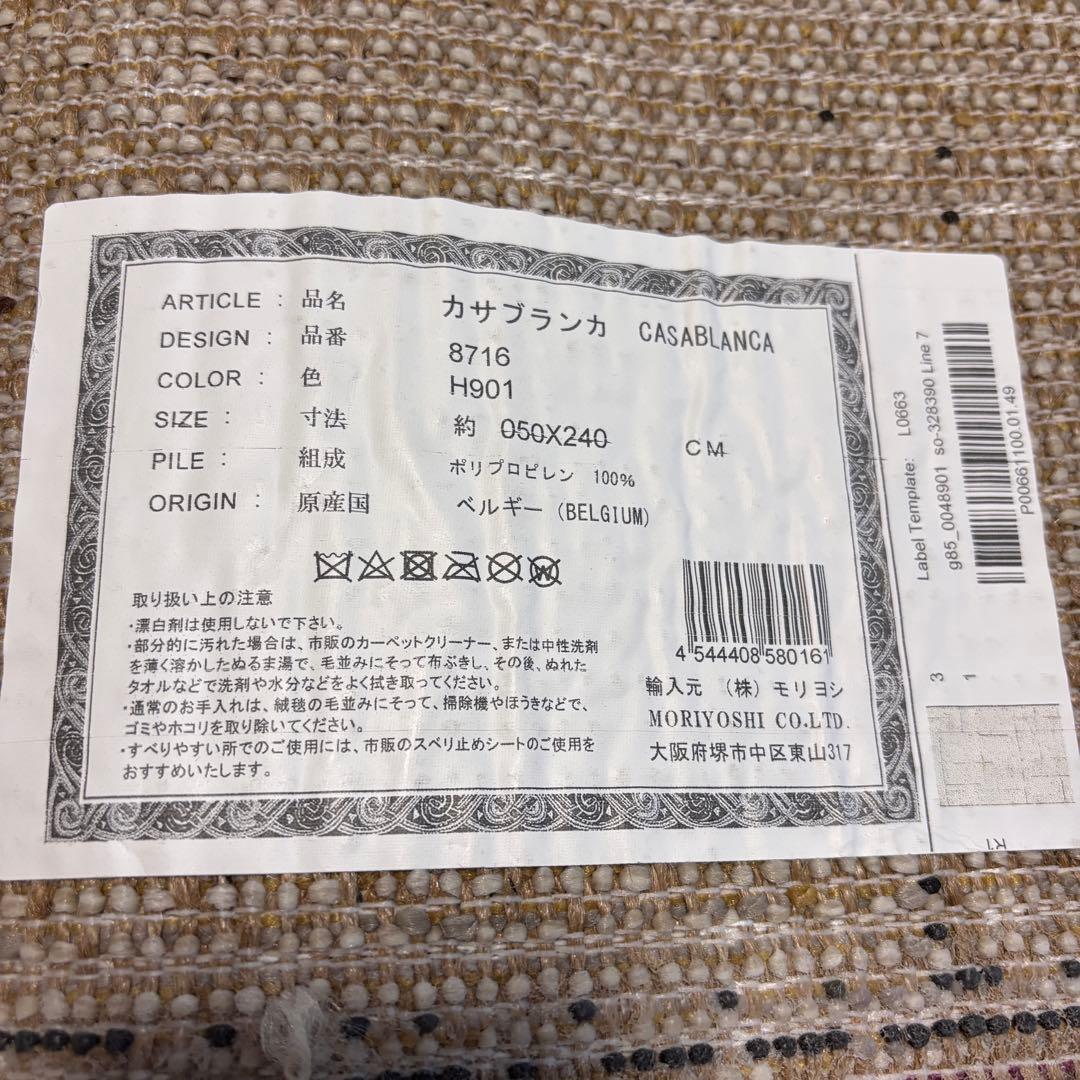 ARTICLE : 品名 カサブランカ CASABLANCA
DESIGN : 品番 8716
COLOR : 色 H901
SIZE : 寸法 約 050X240 CM
PILE : 組成 ポリプロピレン 100%
ORIGIN : 原産国 ベルギー (BELGIUM)
取り扱い上の注意
・漂白剤は使用しないで下さい。
・部分的に汚れた場合は、市販のカーペットクリーナー、または中性洗剤
を薄く溶かしたぬるま湯で、毛並みにそって布ぶきし、その後、ぬれた
タオルなどで洗剤や水分などをよく拭き取ってください。
・通常のお手入れは、絨毯の毛並みにそって、掃除機やほうきなどで、
ゴミやホコリを取り除いてください。
・すべりやすい所でのご使用には、市販のスベリ止めシートのご使用を
おすすめいたします。
4 544408 580161
輸入元 (株) モリヨシ
MORIYOSHI CO.LTD.
大阪府堺市中区東山317
Label Template: L0663
g85_0048901 so-328390 Line 7
P00661100.01.49
3
1